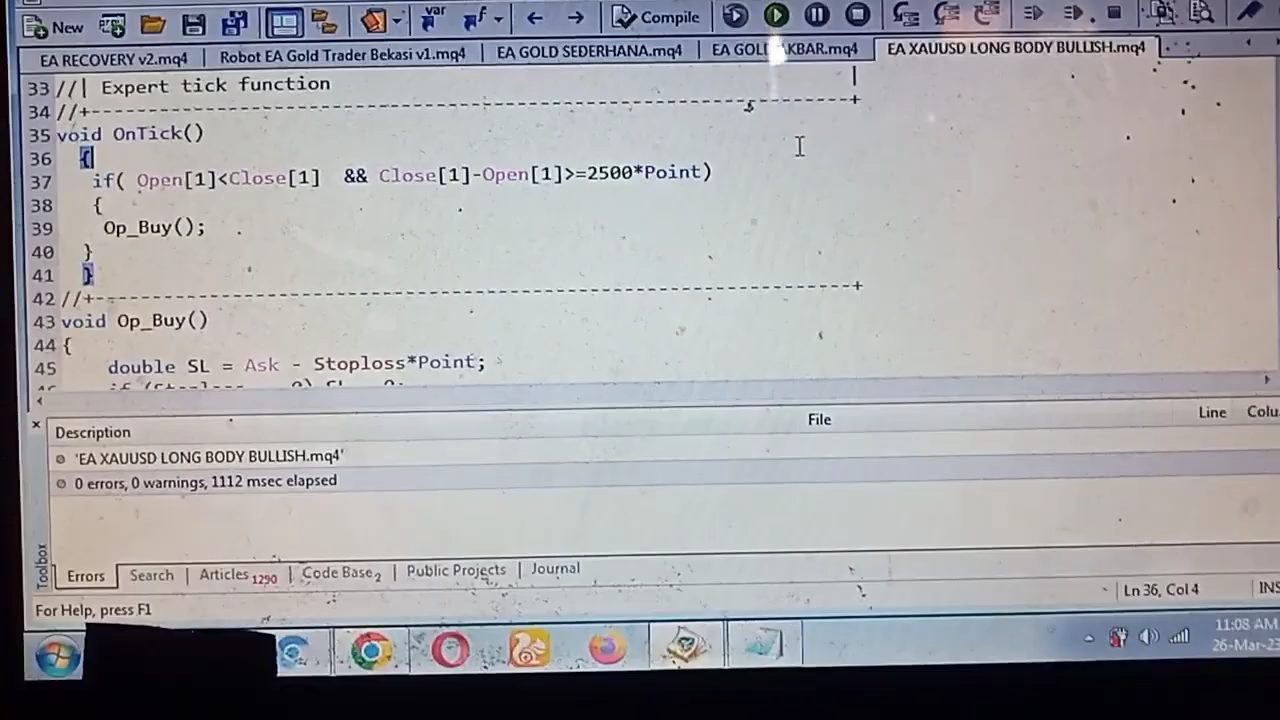 New
var
f
Compile
EA RECOVERY v2.mq4
Robot EA Gold Trader Bekasi v1.mq4
EA GOLD SEDERHANA.mq4
EA GOL KBAR.mq4
EA XAUUSD LONG BODY BULLISH.mq4
33 //| Expert tick function |
34 //+------------------------------------------------------------------+
35 void OnTick()
36 {
37 if( Open[1]<Close[1] && Close[1]-Open[1]>=2500*Point)
38 {
39 Op_Buy();
40 }
41 }
42 //+------------------------------------------------------------------+
43 void Op_Buy()
44 {
45 double SL = Ask - Stoploss*Point;
Description File Line Colu
'EA XAUUSD LONG BODY BULLISH.mq4'
0 errors, 0 warnings, 1112 msec elapsed
Toolbox
Errors | Search | Articles 1290 | Code Base 2 | Public Projects | Journal
For Help, press F1
Ln 36, Col 4
INS
11:08 AM
26-Mar-23